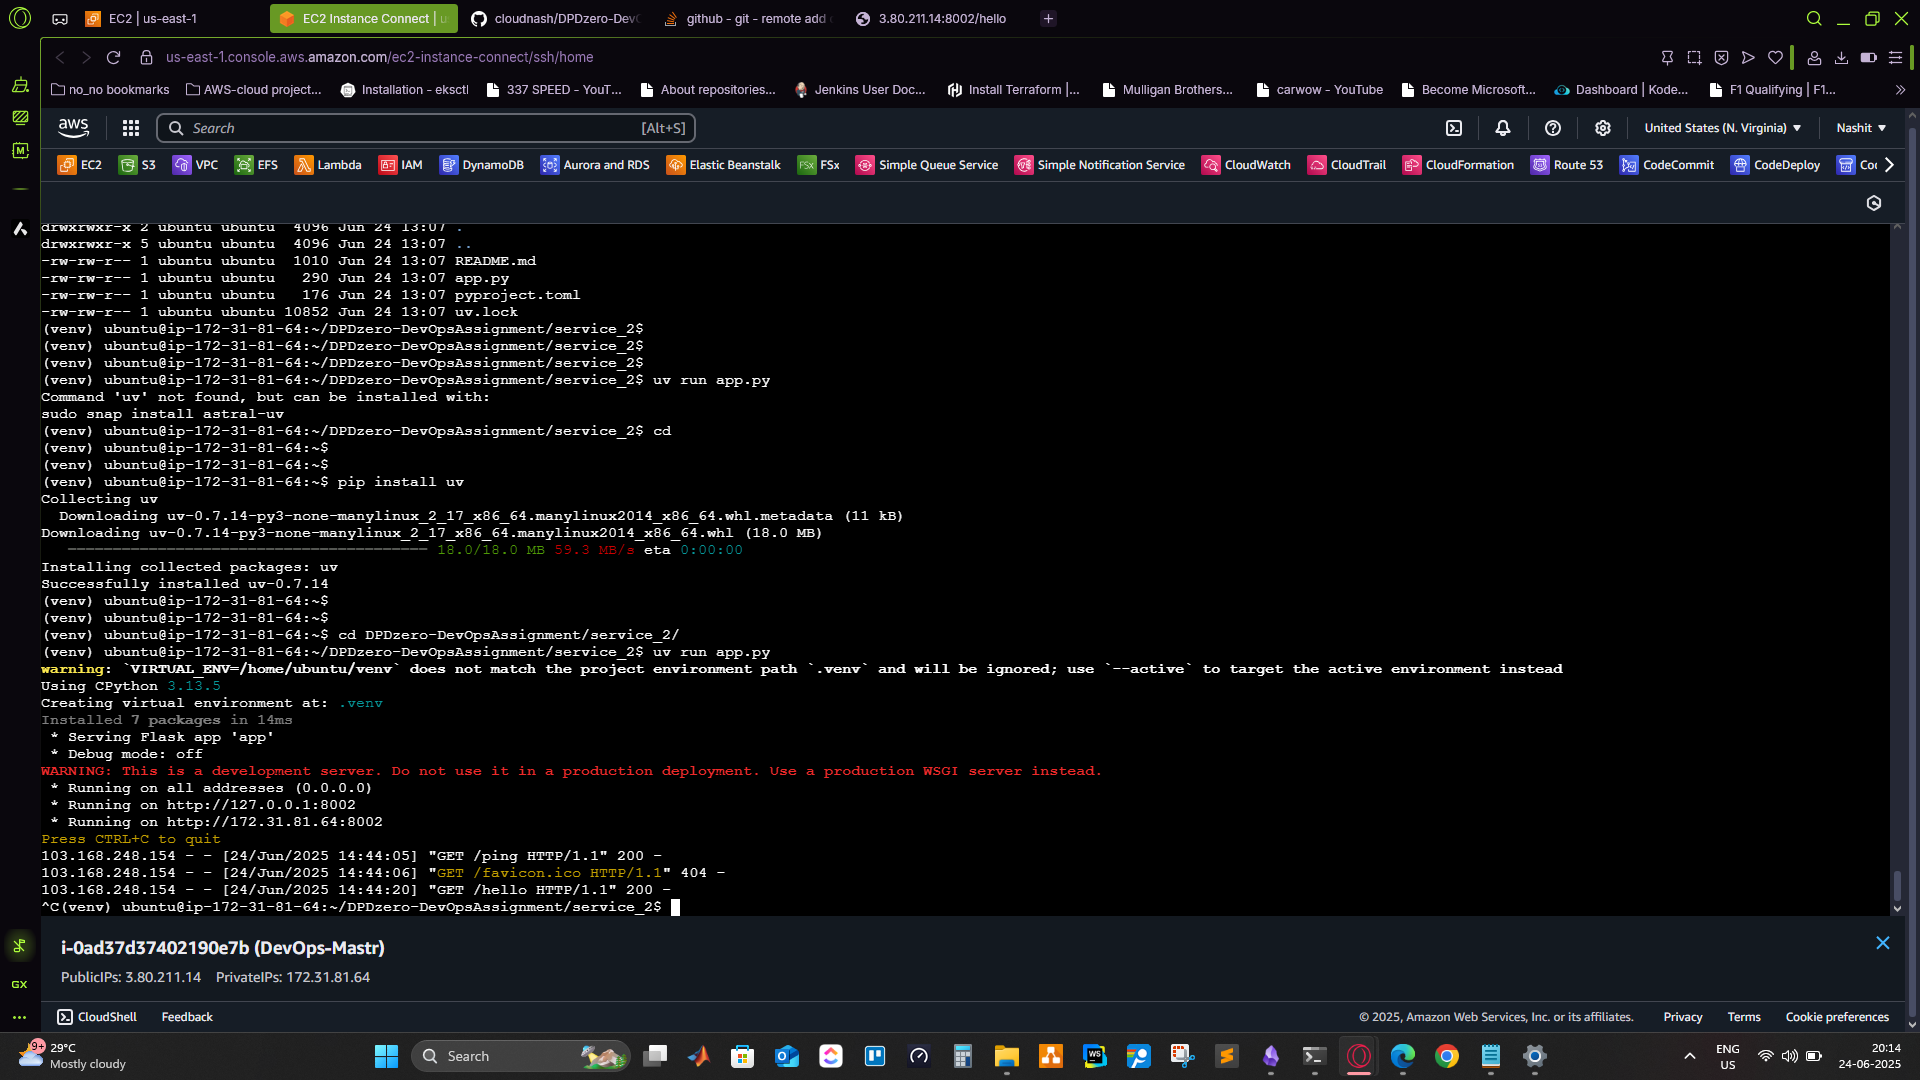 EC2 | us-east-1
EC2 Instance Connect | u
cloudnash/DPDzero-DevO
github - git - remote add o
3.80.211.14:8002/hello
us-east-1.console.aws.amazon.com/ec2-instance-connect/ssh/home
no_no bookmarks
AWS-cloud project...
Installation - eksctl
337 SPEED - YouT...
About repositories...
Jenkins User Doc...
Install Terraform |...
Mulligan Brothers...
carwow - YouTube
Become Microsoft...
Dashboard | Kode...
F1 Qualifying | F1...
aws
Search
[Alt+S]
United States (N. Virginia)
Nashit
EC2
S3
VPC
EFS
Lambda
IAM
DynamoDB
Aurora and RDS
Elastic Beanstalk
FSx
Simple Queue Service
Simple Notification Service
CloudWatch
CloudTrail
CloudFormation
Route 53
CodeCommit
CodeDeploy
Co
drwxrwxr-x 2 ubuntu ubuntu  4096 Jun 24 13:07 .
drwxrwxr-x 5 ubuntu ubuntu  4096 Jun 24 13:07 ..
-rw-rw-r-- 1 ubuntu ubuntu  1010 Jun 24 13:07 README.md
-rw-rw-r-- 1 ubuntu ubuntu   290 Jun 24 13:07 app.py
-rw-rw-r-- 1 ubuntu ubuntu   176 Jun 24 13:07 pyproject.toml
-rw-rw-r-- 1 ubuntu ubuntu 10852 Jun 24 13:07 uv.lock
(venv) ubuntu@ip-172-31-81-64:~/DPDzero-DevOpsAssignment/service_2$
(venv) ubuntu@ip-172-31-81-64:~/DPDzero-DevOpsAssignment/service_2$
(venv) ubuntu@ip-172-31-81-64:~/DPDzero-DevOpsAssignment/service_2$
(venv) ubuntu@ip-172-31-81-64:~/DPDzero-DevOpsAssignment/service_2$ uv run app.py
Command 'uv' not found, but can be installed with:
sudo snap install astral-uv
(venv) ubuntu@ip-172-31-81-64:~/DPDzero-DevOpsAssignment/service_2$ cd
(venv) ubuntu@ip-172-31-81-64:~$
(venv) ubuntu@ip-172-31-81-64:~$
(venv) ubuntu@ip-172-31-81-64:~$ pip install uv
Collecting uv
  Downloading uv-0.7.14-py3-none-manylinux_2_17_x86_64.manylinux2014_x86_64.whl.metadata (11 kB)
Downloading uv-0.7.14-py3-none-manylinux_2_17_x86_64.manylinux2014_x86_64.whl (18.0 MB)
   ---------------------------------------- 18.0/18.0 MB 59.3 MB/s eta 0:00:00
Installing collected packages: uv
Successfully installed uv-0.7.14
(venv) ubuntu@ip-172-31-81-64:~$
(venv) ubuntu@ip-172-31-81-64:~$
(venv) ubuntu@ip-172-31-81-64:~$ cd DPDzero-DevOpsAssignment/service_2/
(venv) ubuntu@ip-172-31-81-64:~/DPDzero-DevOpsAssignment/service_2$ uv run app.py
warning: `VIRTUAL_ENV=/home/ubuntu/venv` does not match the project environment path `.venv` and will be ignored; use `--active` to target the active environment instead
Using CPython 3.13.5
Creating virtual environment at: .venv
Installed 7 packages in 14ms
 * Serving Flask app 'app'
 * Debug mode: off
WARNING: This is a development server. Do not use it in a production deployment. Use a production WSGI server instead.
 * Running on all addresses (0.0.0.0)
 * Running on http://127.0.0.1:8002
 * Running on http://172.31.81.64:8002
Press CTRL+C to quit
103.168.248.154 - - [24/Jun/2025 14:44:05] "GET /ping HTTP/1.1" 200 -
103.168.248.154 - - [24/Jun/2025 14:44:06] "GET /favicon.ico HTTP/1.1" 404 -
103.168.248.154 - - [24/Jun/2025 14:44:20] "GET /hello HTTP/1.1" 200 -
^C(venv) ubuntu@ip-172-31-81-64:~/DPDzero-DevOpsAssignment/service_2$
i-0ad37d37402190e7b (DevOps-Mastr)
PublicIPs: 3.80.211.14 PrivateIPs: 172.31.81.64
GX
CloudShell
Feedback
© 2025, Amazon Web Services, Inc. or its affiliates.
Privacy
Terms
Cookie preferences
9+
29°C
Mostly cloudy
Search
WS
ENG
US
20:14
24-06-2025